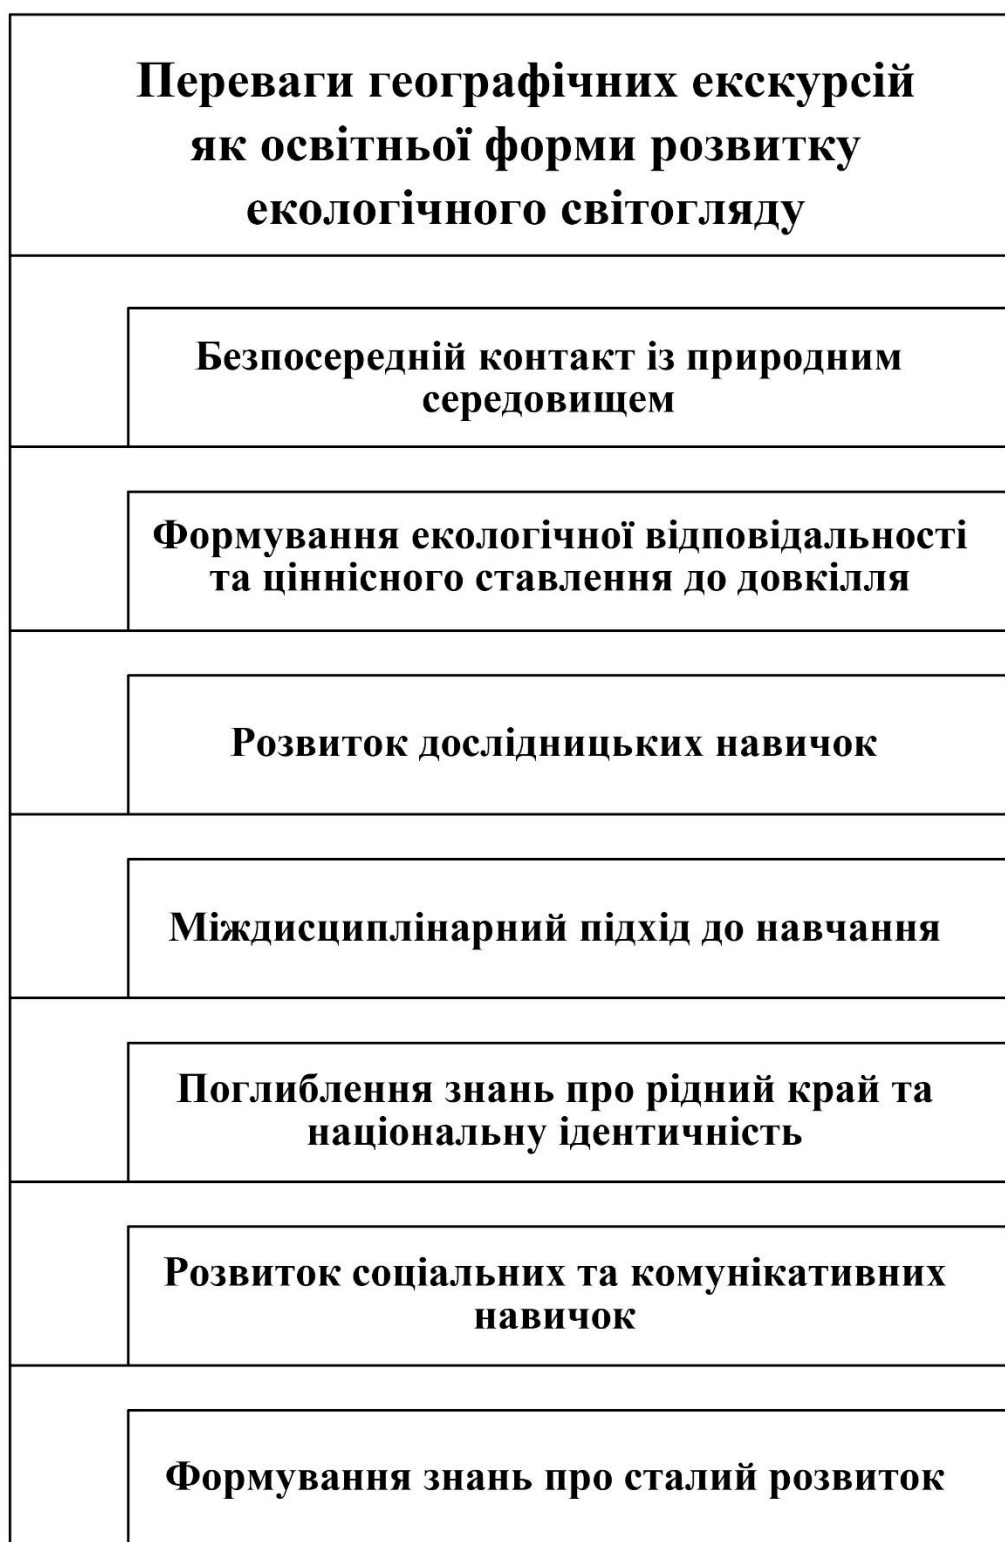 Переваги географічних екскурсій
як освітньої форми розвитку
екологічного світогляду
Безпосередній контакт із природним
середовищем
Формування екологічної відповідальності
та ціннісного ставлення до довкілля
Розвиток дослідницьких навичок
Міждисциплінарний підхід до навчання
Поглиблення знань про рідний край та
національну ідентичність
Розвиток соціальних та комунікативних
навичок
Формування знань про сталий розвиток